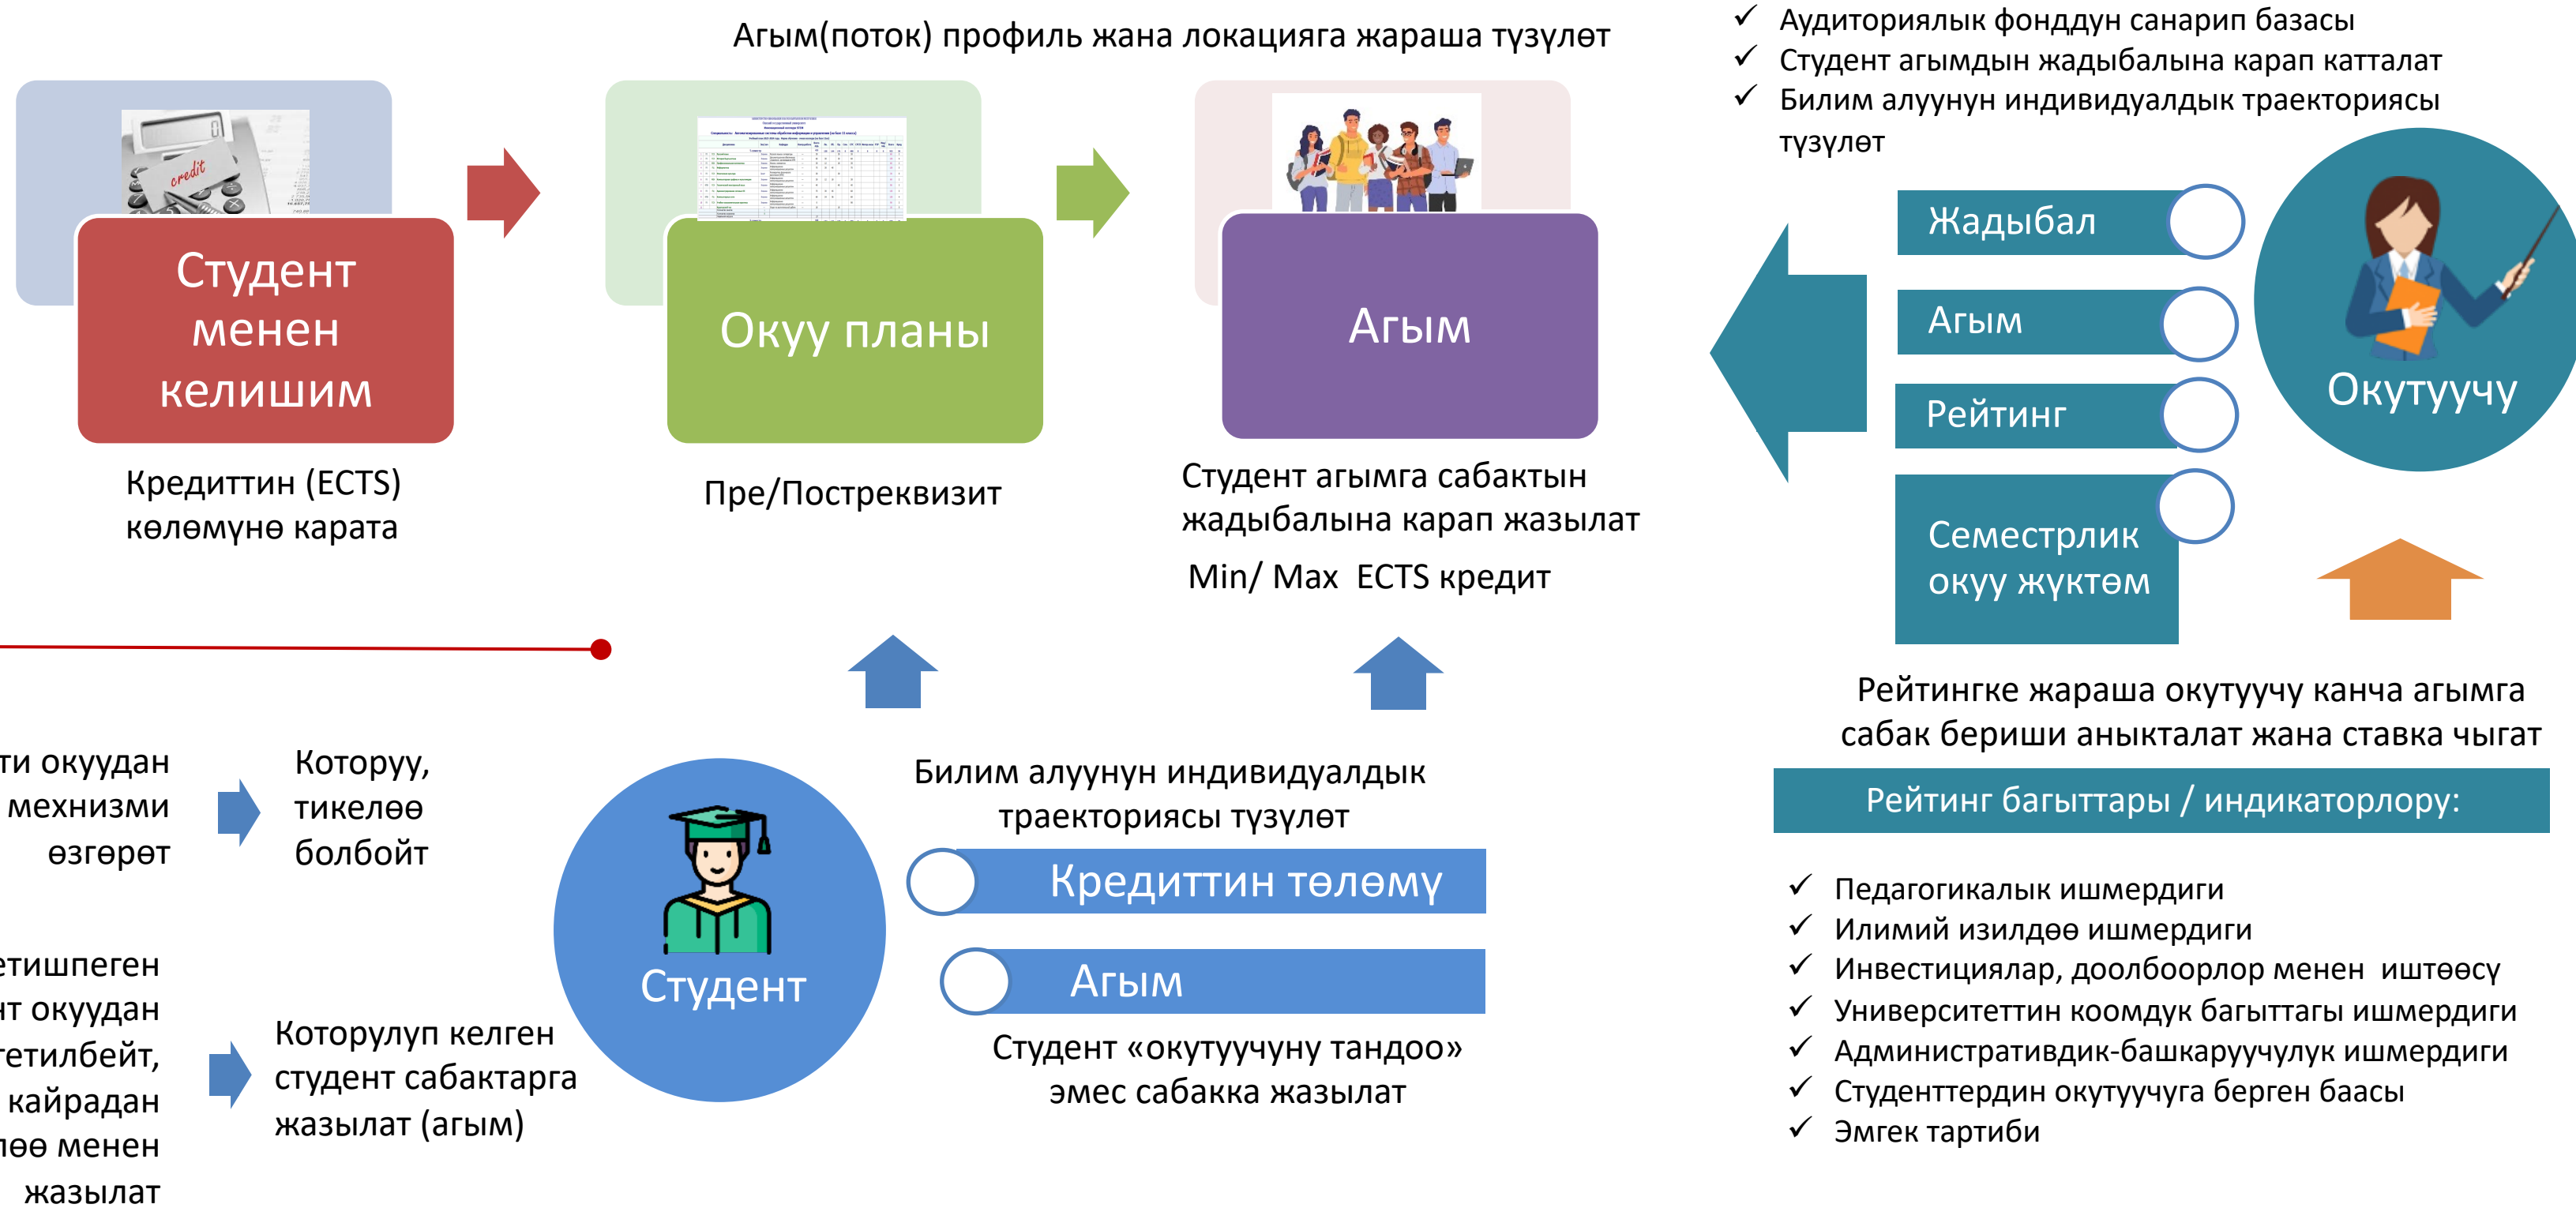 Агым(поток) профиль жана локацияга жараша түзүлөт
✓ Аудиториялык фонддун санарип базасы
✓ Студент агымдын жадыбалына карап катталат
✓ Билим алуунун индивидуалдык траекториясы
түзүлөт
credit
Студент
менен
келишим
Окуу планы
Агым
Кредиттин (ECTS)
көлөмүнө карата
Пре/Постреквизит
Студент агымга сабактын
жадыбалына карап жазылат
Min/ Max ECTS кредит
Жадыбал
Агым
Рейтинг
Семестрлик
окуу жүктөм
Окутуучу
Рейтингке жараша окутуучу канча агымга
сабак бериши аныкталат жана ставка чыгат
Рейтинг багыттары / индикаторлору:
✓ Педагогикалык ишмердиги
✓ Илимий изилдөө ишмердиги
✓ Инвестициялар, доолбоорлор менен иштөөсү
✓ Университеттин коомдук багыттагы ишмердиги
✓ Административдик-башкаруучулук ишмердиги
✓ Студенттердин окутуучуга берген баасы
✓ Эмгек тартиби
ти окуудан
мехнизми
өзгөрөт
Которуу,
тикелөө
болбойт
етишпеген
нт окуудан
тетилбейт,
кайрадан
лөө менен
жазылат
Которулуп келген
студент сабактарга
жазылат (агым)
Студент
Билим алуунун индивидуалдык
траекториясы түзүлөт
Кредиттин төлөмү
Агым
Студент «окутуучуну тандоо»
эмес сабакка жазылат